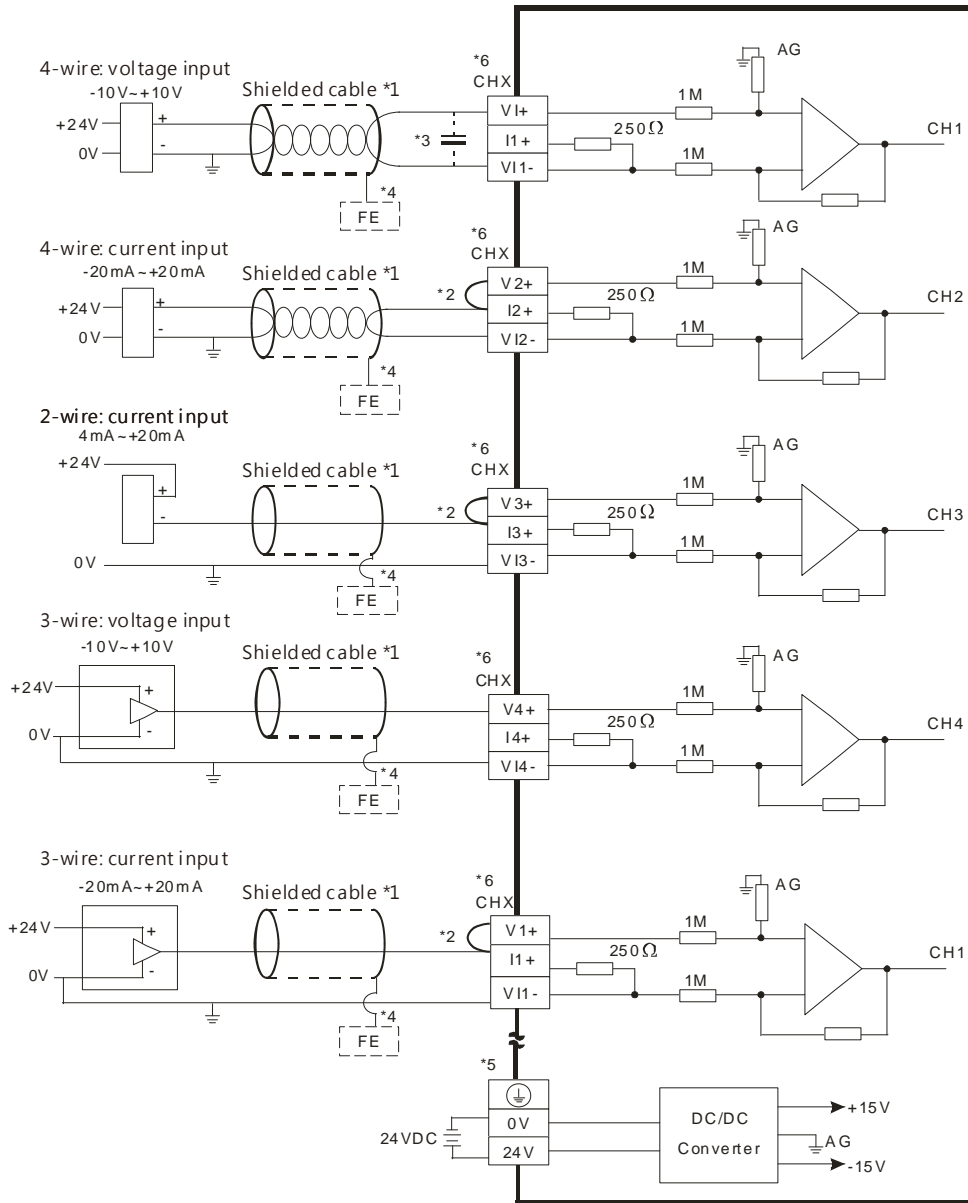 4-wire: voltage input
-10V~+10V
+24V
0V
+
-
Shielded cable *1
*3
*4
FE
*6
CHX
VI+
I1+
VI1-
250Ω
1M
1M
AG
CH1
4-wire: current input
-20mA~+20mA
+24V
0V
+
-
Shielded cable *1
*2
*4
FE
*6
CHX
V2+
I2+
VI2-
250Ω
1M
1M
AG
CH2
2-wire: current input
4mA~+20mA
+24V
+
-
0V
Shielded cable *1
*2
*4
FE
*6
CHX
V3+
I3+
VI3-
250Ω
1M
1M
AG
CH3
3-wire: voltage input
-10V~+10V
+24V
0V
+
-
Shielded cable *1
*4
FE
*6
CHX
V4+
I4+
VI4-
250Ω
1M
1M
AG
CH4
3-wire: current input
-20mA~+20mA
+24V
0V
+
-
Shielded cable *1
*2
*4
FE
*6
CHX
V1+
I1+
VI1-
250Ω
1M
1M
AG
CH1
*5
24VDC
0V
24V
DC/DC
Converter
+15V
AG
-15V